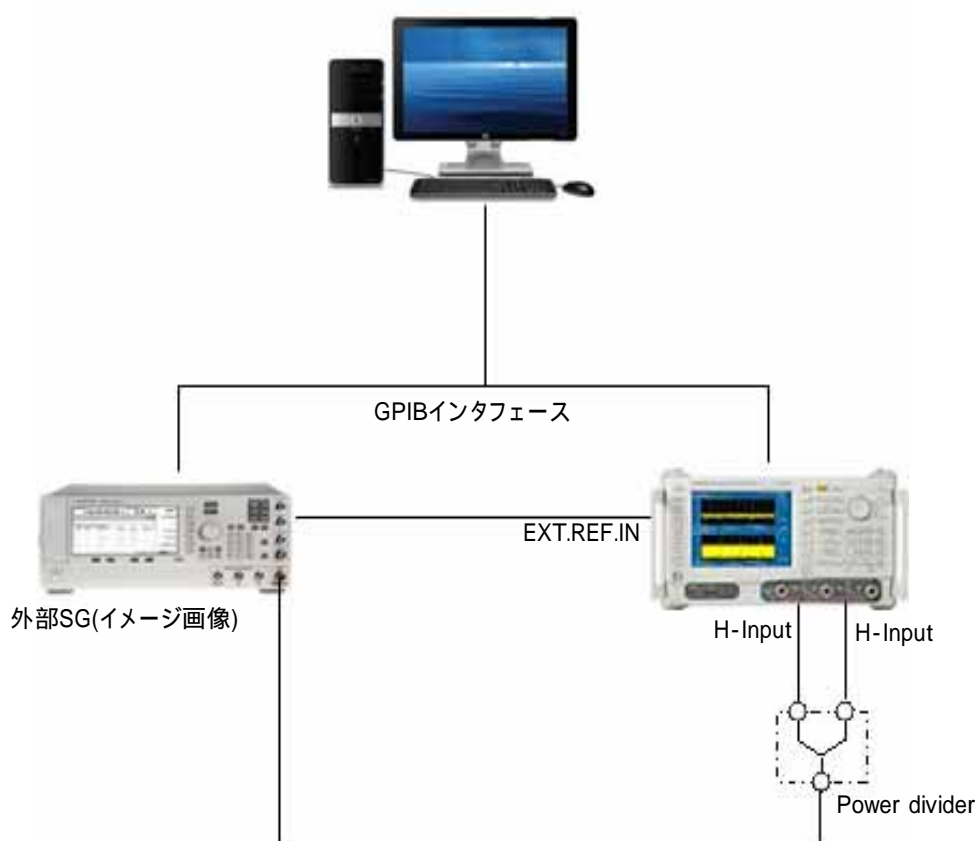 GPIBインタフェース
EXT.REF.IN
外部SG(イメージ画像)
H-Input
H-Input
Power divider